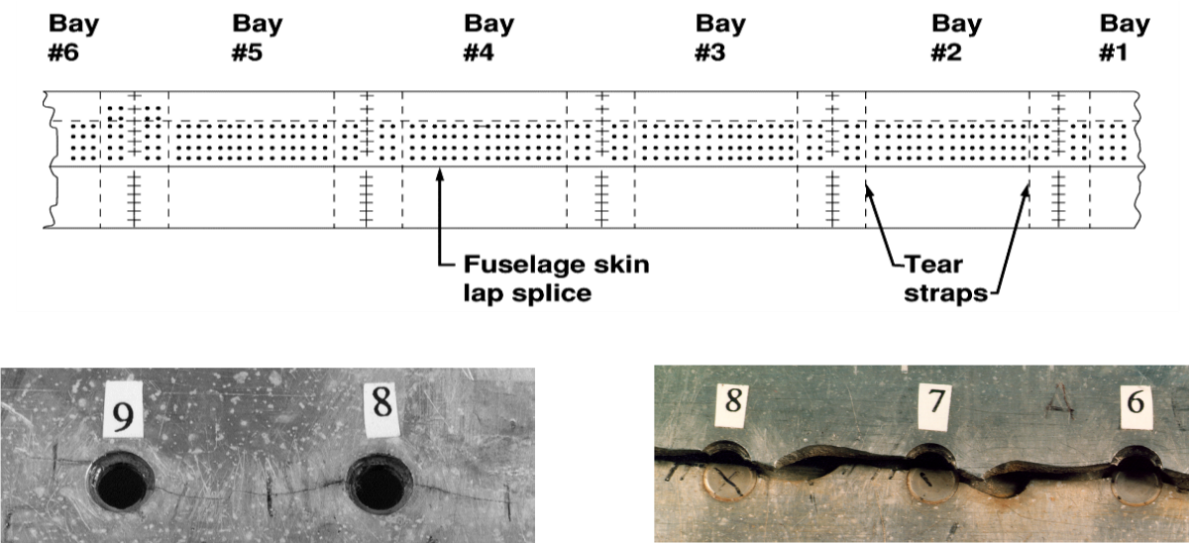 Bay Bay Bay Bay Bay Bay
#6 #5 #4 #3 #2 #1
Fuselage skin
lap splice
Tear
straps
9 8
8 7 6